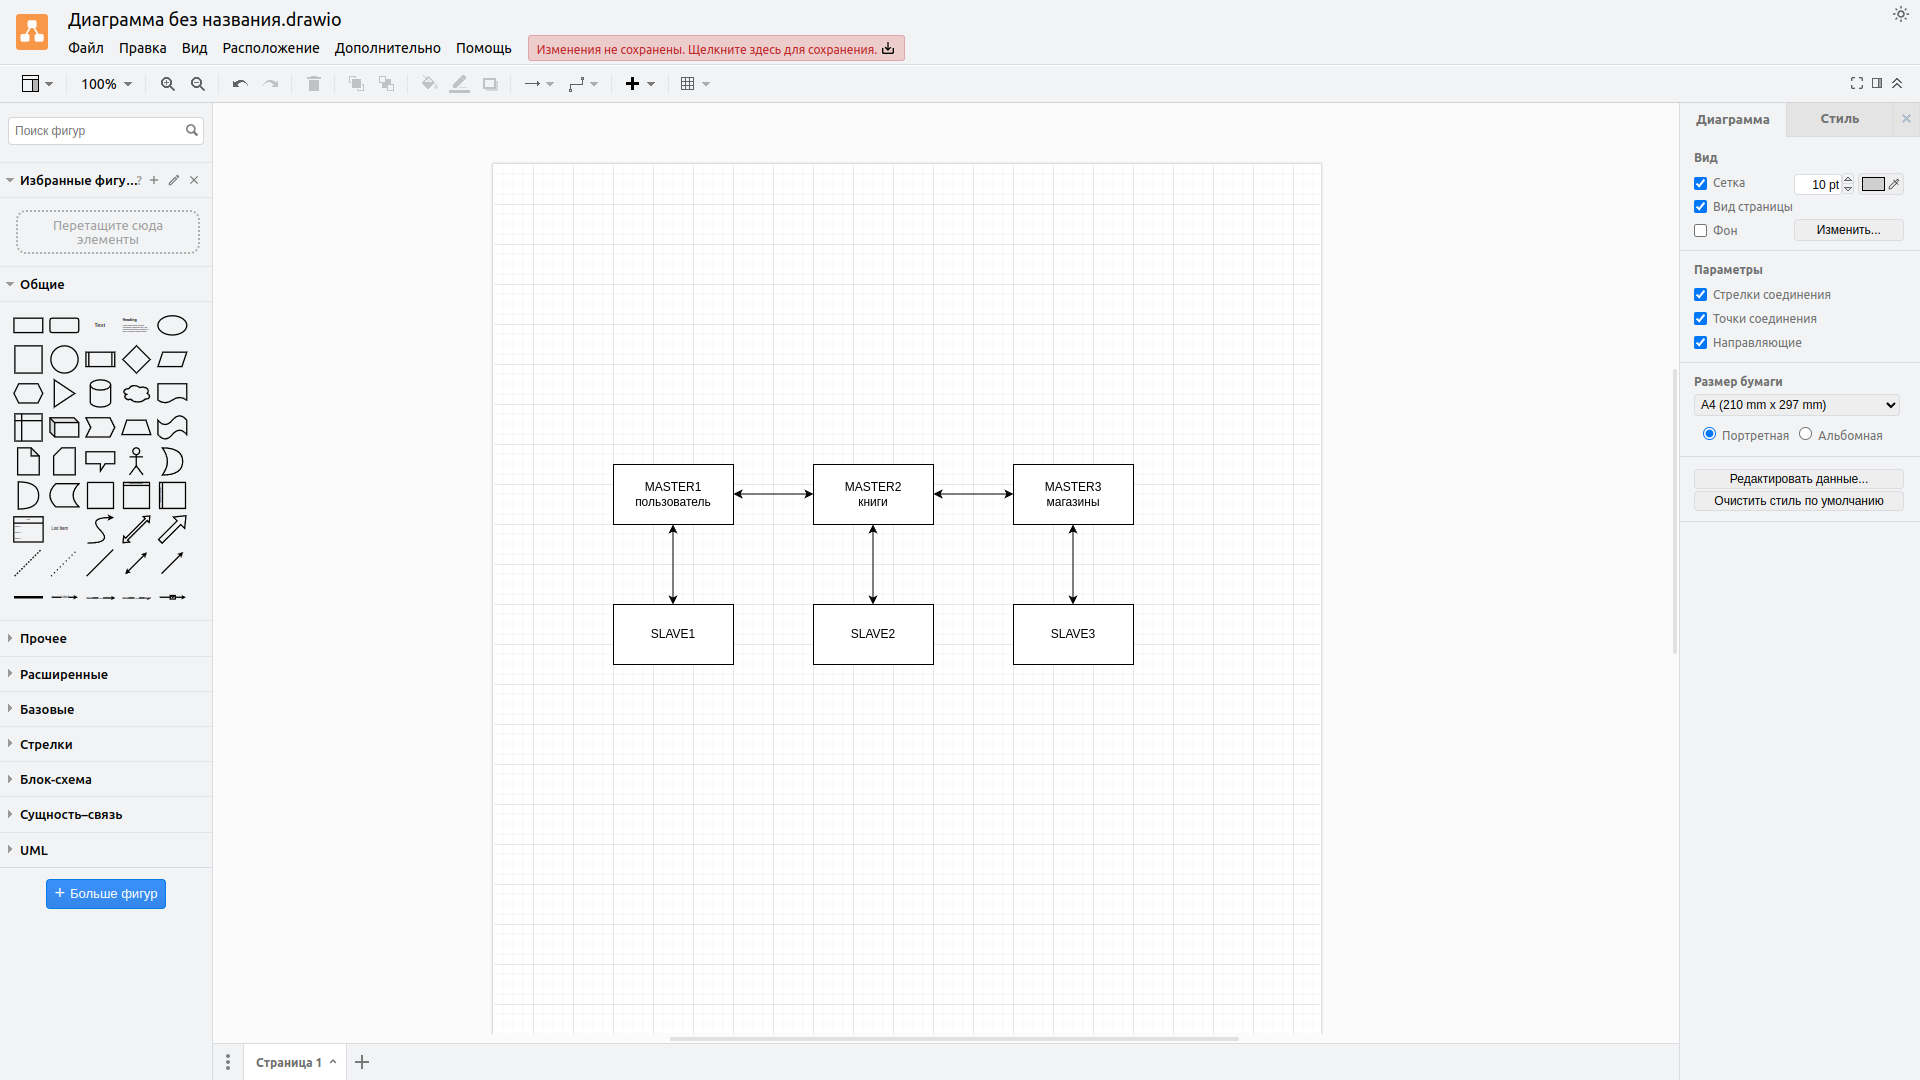 Диаграмма без названия.drawio
Файл Правка Вид Расположение Дополнительно Помощь
Изменения не сохранены. Щелкните здесь для сохранения.
100%
Поиск фигур
Избранные фигу...? 
Перетащите сюда
элементы
Общие
Text
Heading
List Item
Прочее
Расширенные
Базовые
Стрелки
Блок-схема
Сущность–связь
UML
+ Больше фигур
MASTER1
пользователь
MASTER2
книги
MASTER3
магазины
SLAVE1
SLAVE2
SLAVE3
Страница 1
Диаграмма
Стиль
Вид
Сетка
10 pt
Вид страницы
Фон
Изменить...
Параметры
Стрелки соединения
Точки соединения
Направляющие
Размер бумаги
A4 (210 mm x 297 mm)
Портретная
Альбомная
Редактировать данные...
Очистить стиль по умолчанию